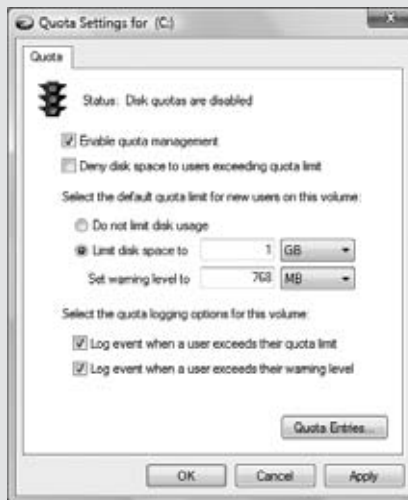 Quota Settings for (C:)
Quota
Status: Disk quotas are disabled
Enable quota management
Deny disk space to users exceeding quota limit
Select the default quota limit for new users on this volume:
Do not limit disk usage
Limit disk space to 1 GB
Set warning level to 768 MB
Select the quota logging options for this volume:
Log event when a user exceeds their quota limit
Log event when a user exceeds their warning level
Quota Entries...
OK Cancel Apply